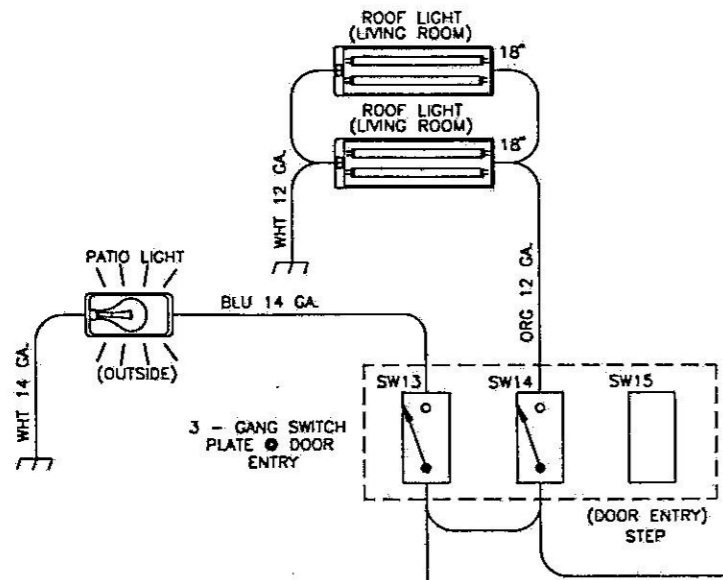 ROOF LIGHT
(LIVING ROOM)
18"
ROOF LIGHT
(LIVING ROOM)
18"
WHT 12 GA.
PATIO LIGHT
BLU 14 GA.
ORG 12 GA.
(OUTSIDE)
WHT 14 GA.
SW13
SW14
SW15
3 - GANG SWITCH
PLATE @ DOOR
ENTRY
(DOOR ENTRY)
STEP